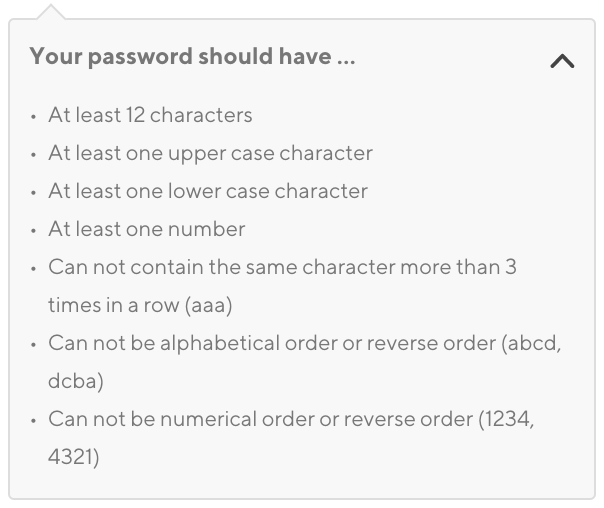 Your password should have ...
• At least 12 characters
• At least one upper case character
• At least one lower case character
• At least one number
• Can not contain the same character more than 3
times in a row (aaa)
• Can not be alphabetical order or reverse order (abcd,
dcba)
• Can not be numerical order or reverse order (1234,
4321)